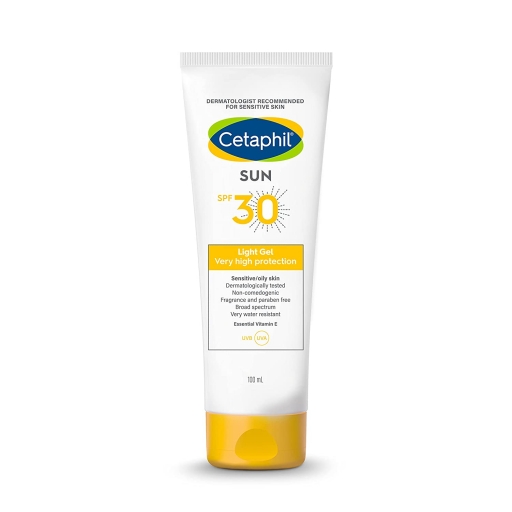 DERMATOLOGIST RECOMMENDED
FOR SENSITIVE SKIN
Cetaphil®
SUN
SPF 30
Light Gel
Very high protection
Sensitive/oily skin
Dermatologically tested
Non-comedogenic
Fragrance and paraben free
Broad spectrum
Very water resistant
Essential Vitamin E
UVB UVA
100 mL